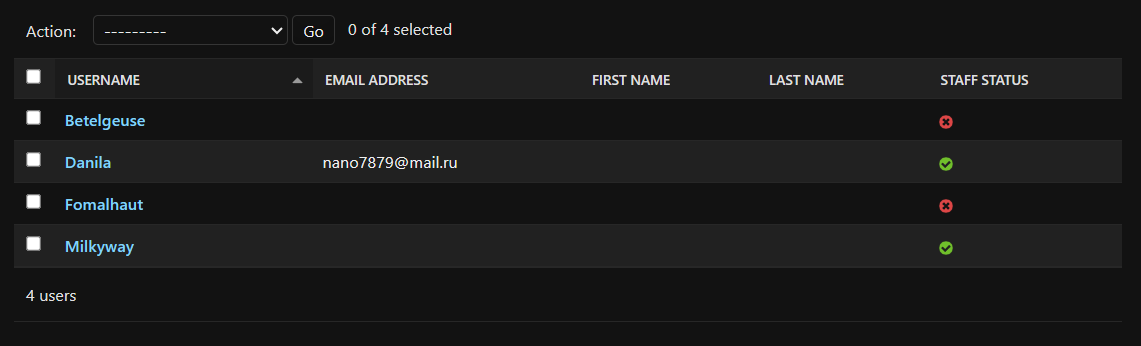 Action: --------- Go 0 of 4 selected
USERNAME EMAIL ADDRESS FIRST NAME LAST NAME STAFF STATUS
Betelgeuse
Danila nano7879@mail.ru
Fomalhaut
Milkyway
4 users